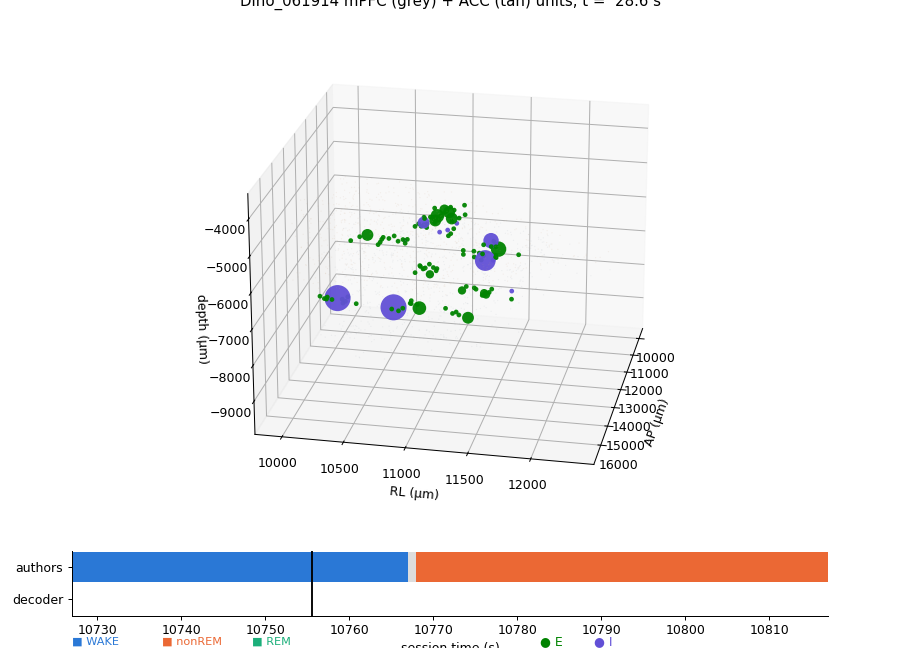 Dino_061914 mPFC (grey) + ACC (tan) units, t = 28.6 s
−4000
−5000
−6000
−7000
−8000
−9000
depth (μm)
10000
10500
11000
11500
12000
RL (μm)
10000
11000
12000
13000
14000
15000
16000
AP (μm)
authors
decoder
10730
10740
10750
10760
10770
10780
10790
10800
10810
session time (s)
WAKE
nonREM
REM
E
I